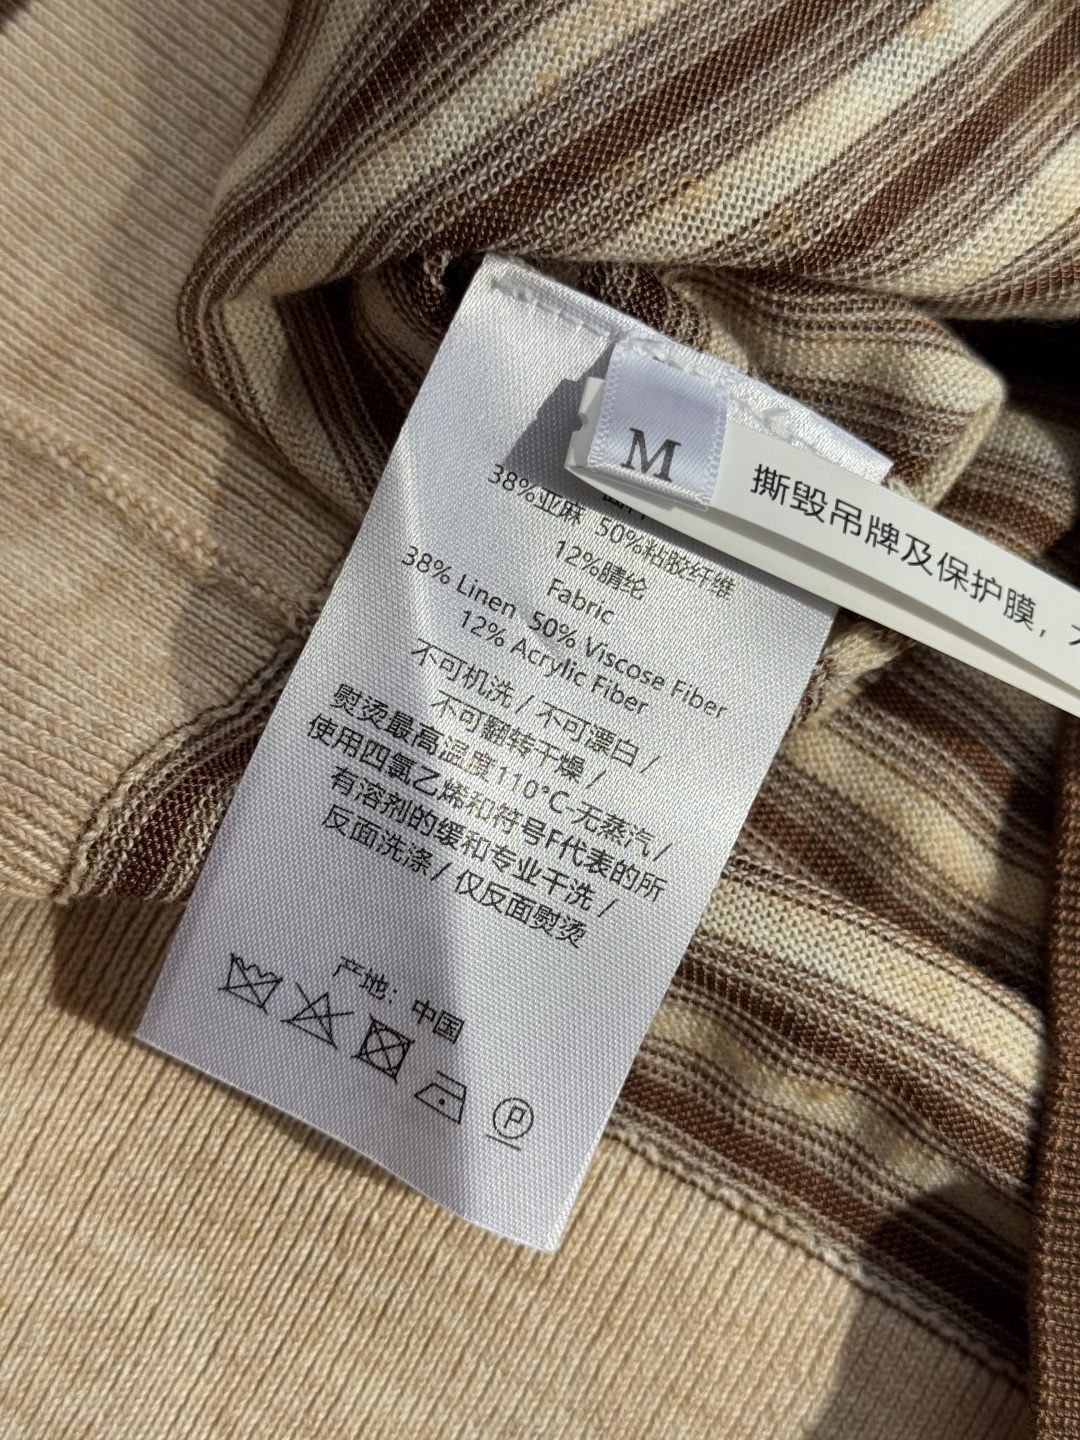 M
撕毁吊牌及保护膜，
38%亚麻 50%粘胶纤维
12%腈纶
Fabric
38% Linen 50% Viscose Fiber
12% Acrylic Fiber
不可机洗 / 不可漂白 /
不可翻转干燥 /
熨烫最高温度110°C-无蒸汽 /
使用四氯乙烯和符号F代表的所
有溶剂的缓和专业干洗 /
反面洗涤 / 仅反面熨烫
产地：中国
P